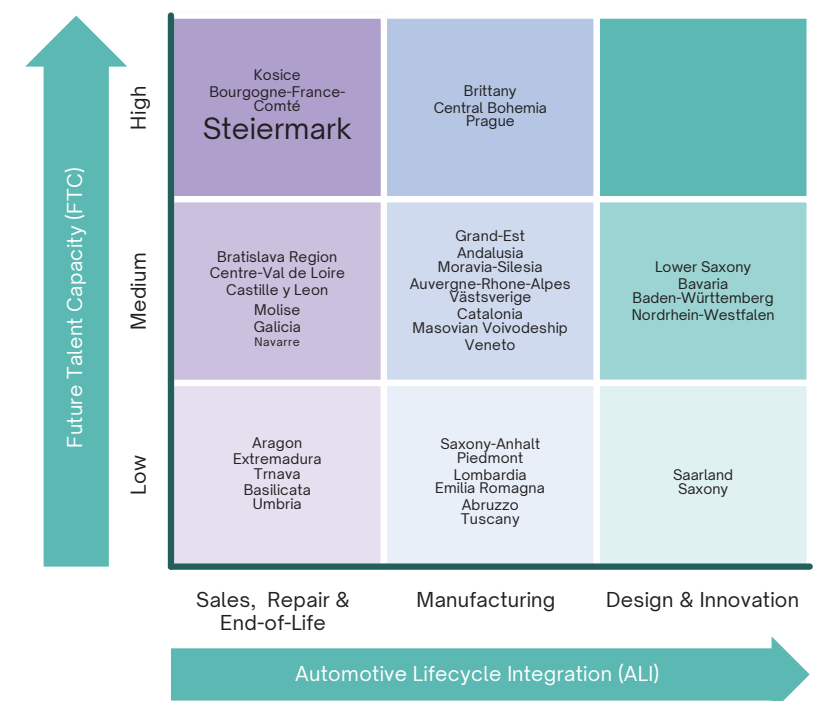 Future Talent Capacity (FTC)
High
Kosice
Bourgogne-France-
Comté
Steiermark
Brittany
Central Bohemia
Prague
Medium
Bratislava Region
Centre-Val de Loire
Castille y Leon
Molise
Galicia
Navarre
Grand-Est
Andalusia
Moravia-Silesia
Auvergne-Rhone-Alpes
Västsverige
Catalonia
Masovian Voivodeship
Veneto
Lower Saxony
Bavaria
Baden-Württemberg
Nordrhein-Westfalen
Low
Aragon
Extremadura
Trnava
Basilicata
Umbria
Saxony-Anhalt
Piedmont
Lombardia
Emilia Romagna
Abruzzo
Tuscany
Saarland
Saxony
Sales, Repair &
End-of-Life
Manufacturing
Design & Innovation
Automotive Lifecycle Integration (ALI)